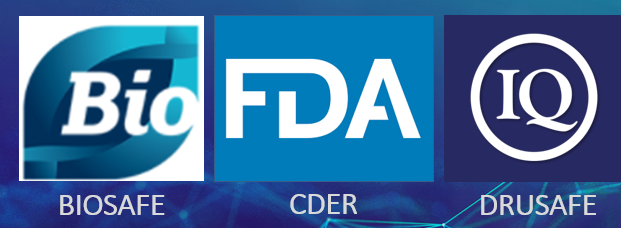 Bio
FDA
IQ
BIOSAFE
CDER
DRUSAFE